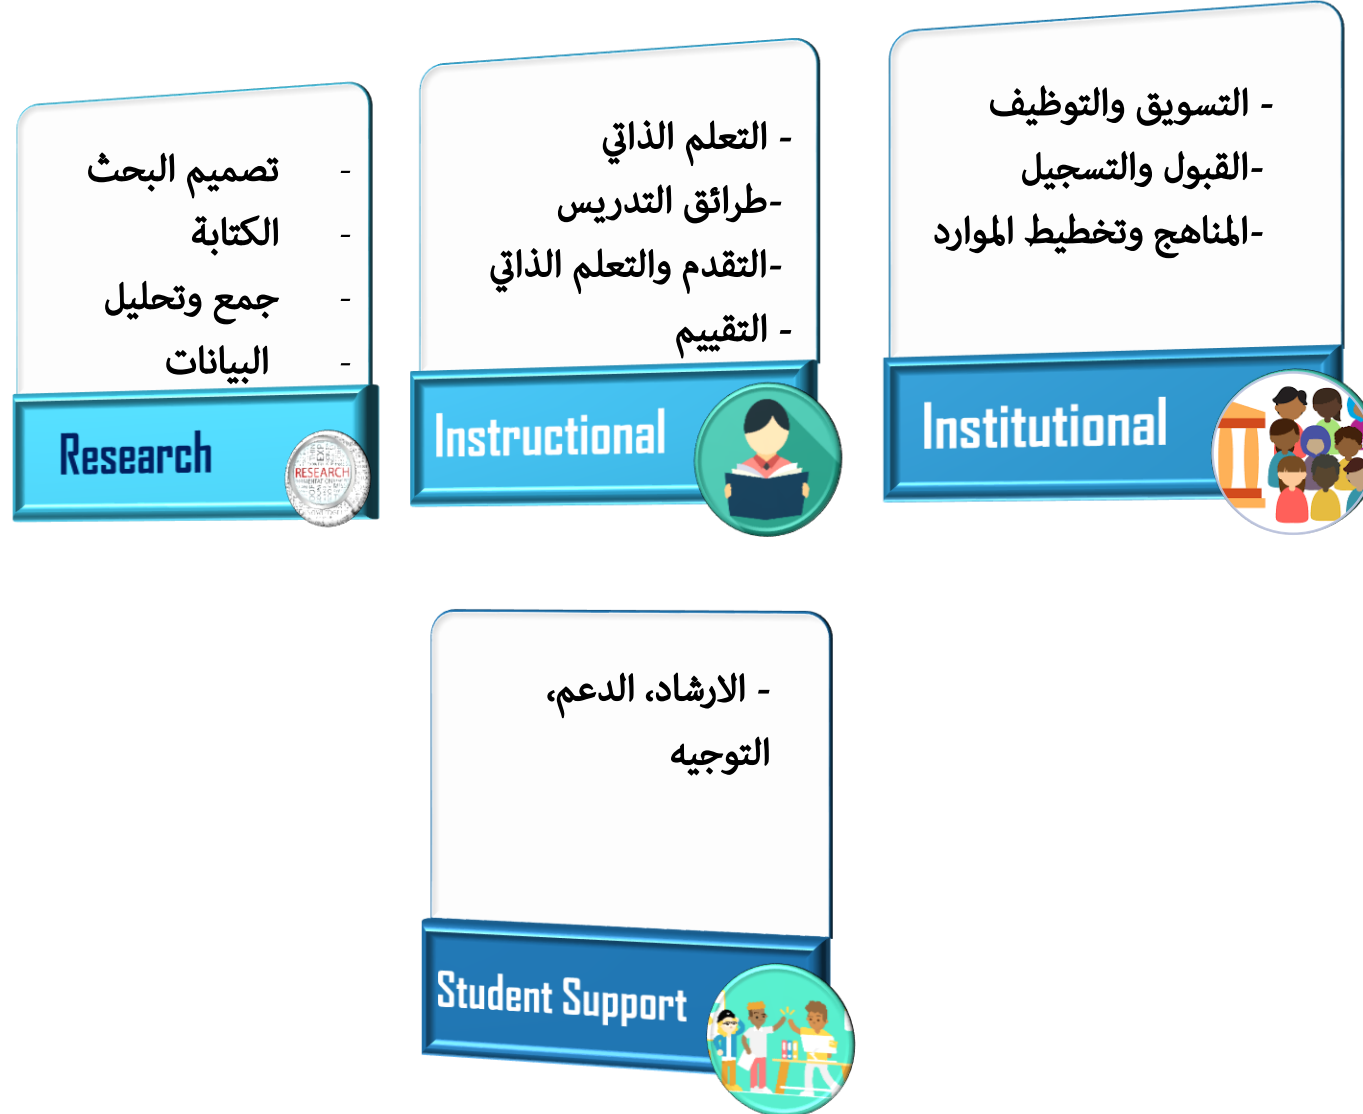 - التسويق والتوظيف
-القبول والتسجيل
-المناهج وتخطيط الموارد
Institutional
- التعلم الذاتي
-طرائق التدريس
-التقدم والتعلم الذاتي
- التقييم
Instructional
- تصميم البحث
- الكتابة
- جمع وتحليل
- البيانات
Research
RESEARCH
- الارشاد، الدعم،
التوجيه
Student Support